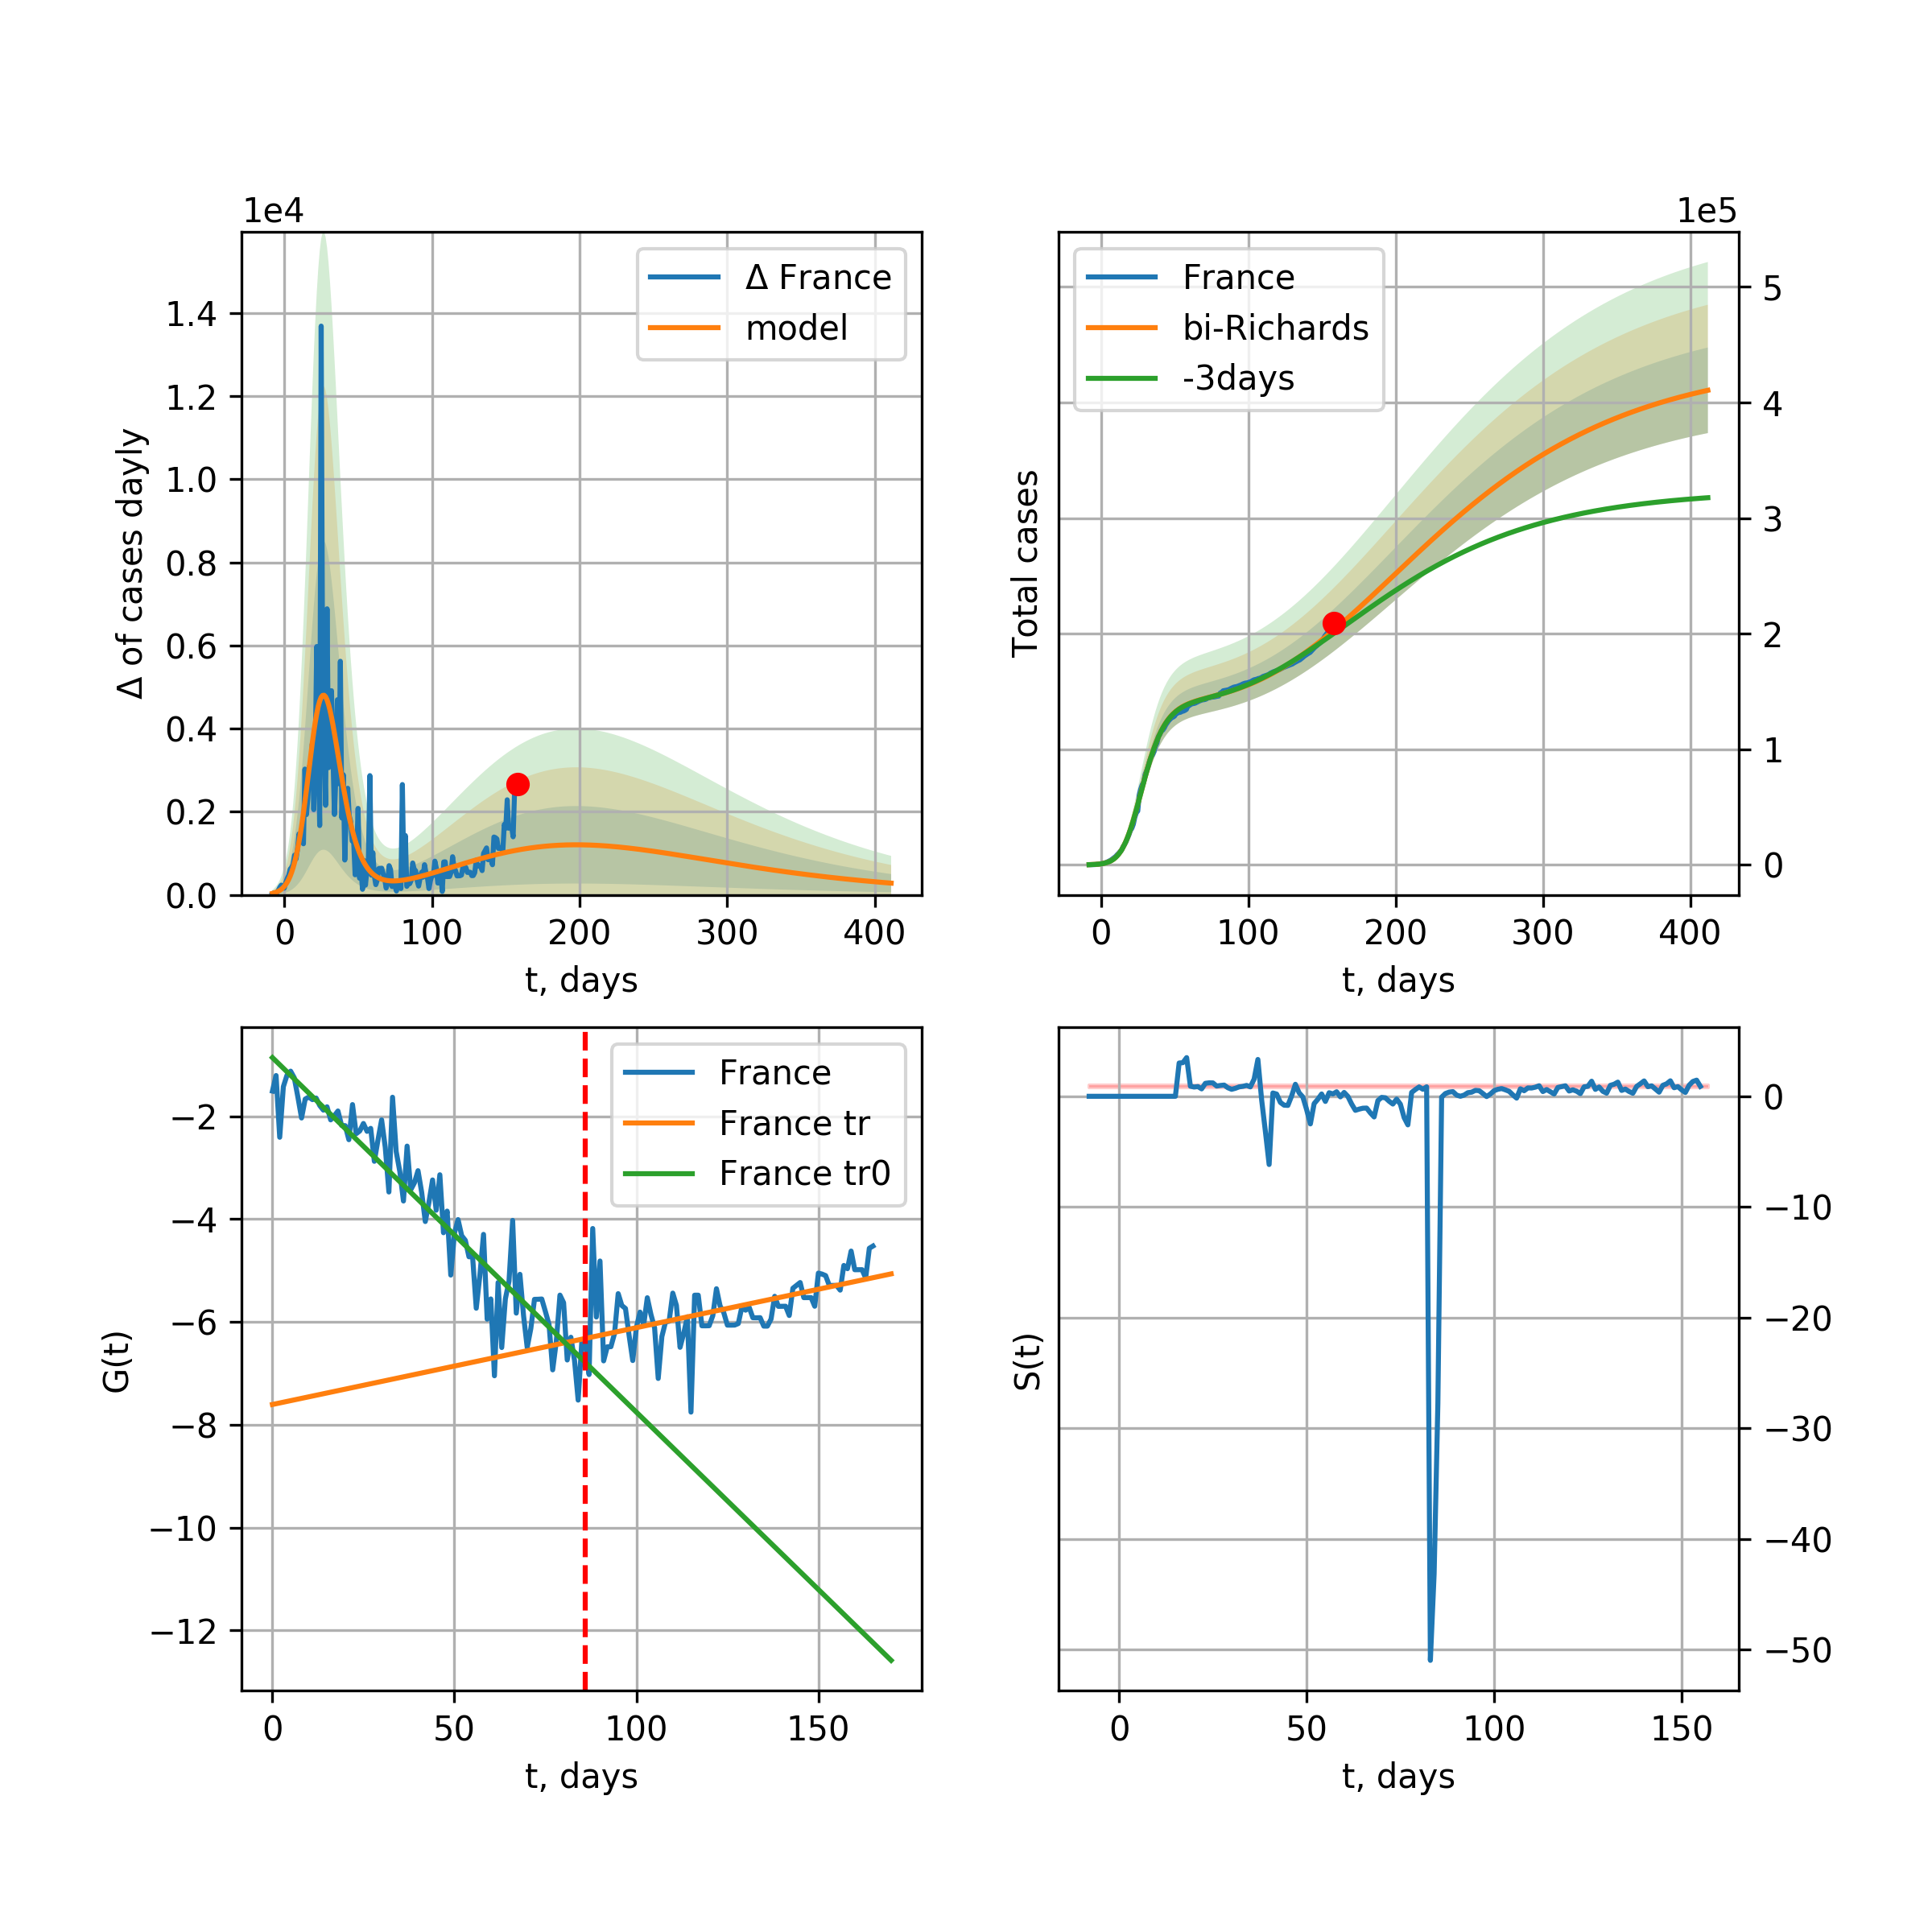 1e4
Δ France
model
1.4
1.2
1.0
0.8
0.6
0.4
0.2
0.0
Δ of cases dayly
0 100 200 300 400
t, days
1e5
France
bi-Richards
-3days
5
4
3
2
1
0
Total cases
0 100 200 300 400
t, days
France
France tr
France tr0
−2
−4
−6
−8
−10
−12
G(t)
0 50 100 150
t, days
0
−10
−20
−30
−40
−50
S(t)
0 50 100 150
t, days